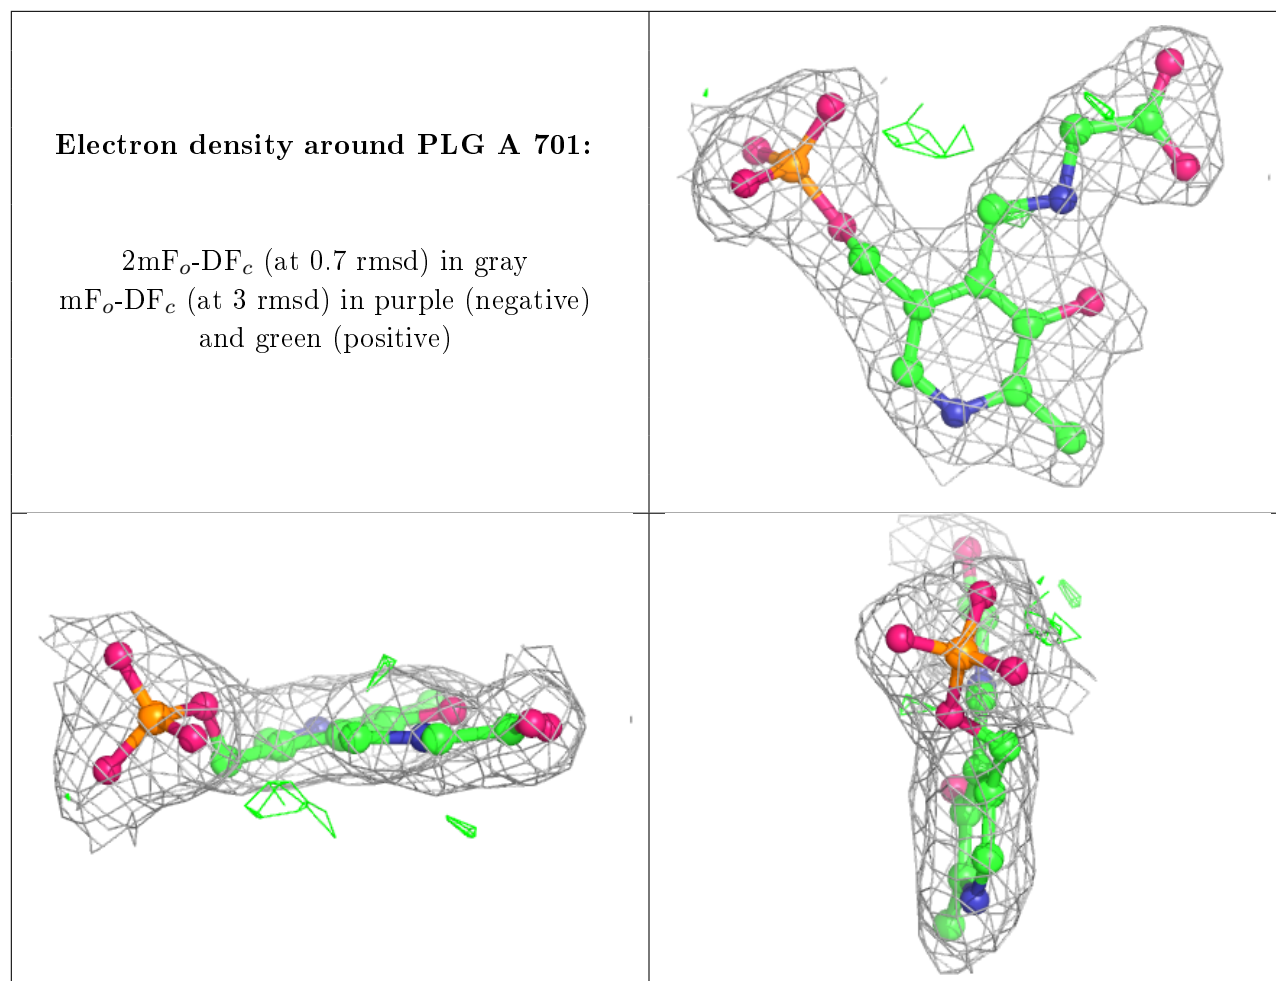 Electron density around PLG A 701:
2mFₒ-DF𝒸 (at 0.7 rmsd) in gray
mFₒ-DF𝒸 (at 3 rmsd) in purple (negative)
and green (positive)